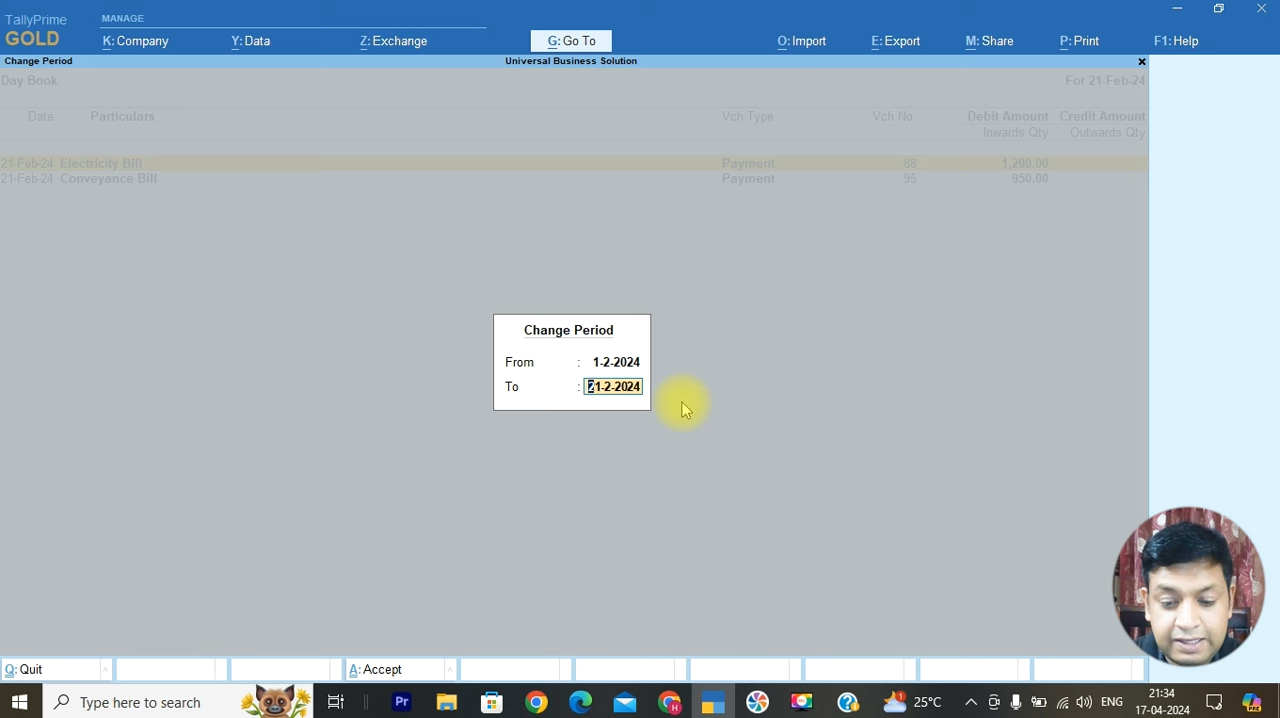 TallyPrime
GOLD
MANAGE
K:Company
Y:Data
Z:Exchange
G:Go To
O:Import
E:Export
M:Share
P:Print
F1:Help
Change Period
Universal Business Solution
Day Book
For 21-Feb-24
Date
Particulars
Vch Type
Vch No.
Debit Amount
Credit Amount
Inwards Qty
Outwards Qty
21-Feb-24 Electricity Bill Payment 88 1,200.00
21-Feb-24 Conveyance Bill Payment 95 950.00
Change Period
From : 1-2-2024
To : 21-2-2024
Q:Quit
A:Accept
Type here to search
Pr
25°C
ENG
21:34
17-04-2024